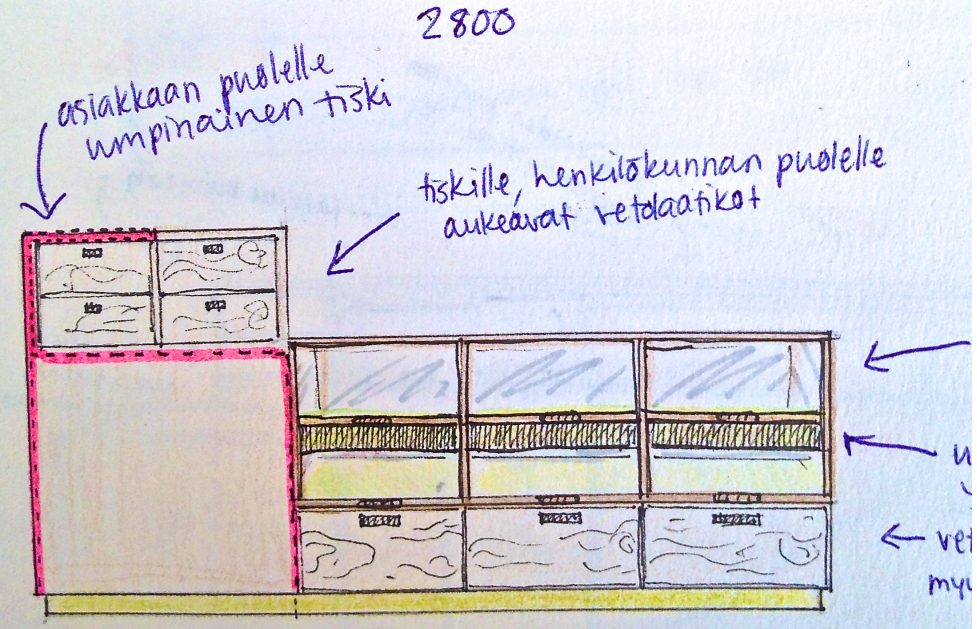 2800
asiakkaan puolelle
umpinainen tiski
tiskille, henkilökunnan puolelle
aukeavat vetolaatikot